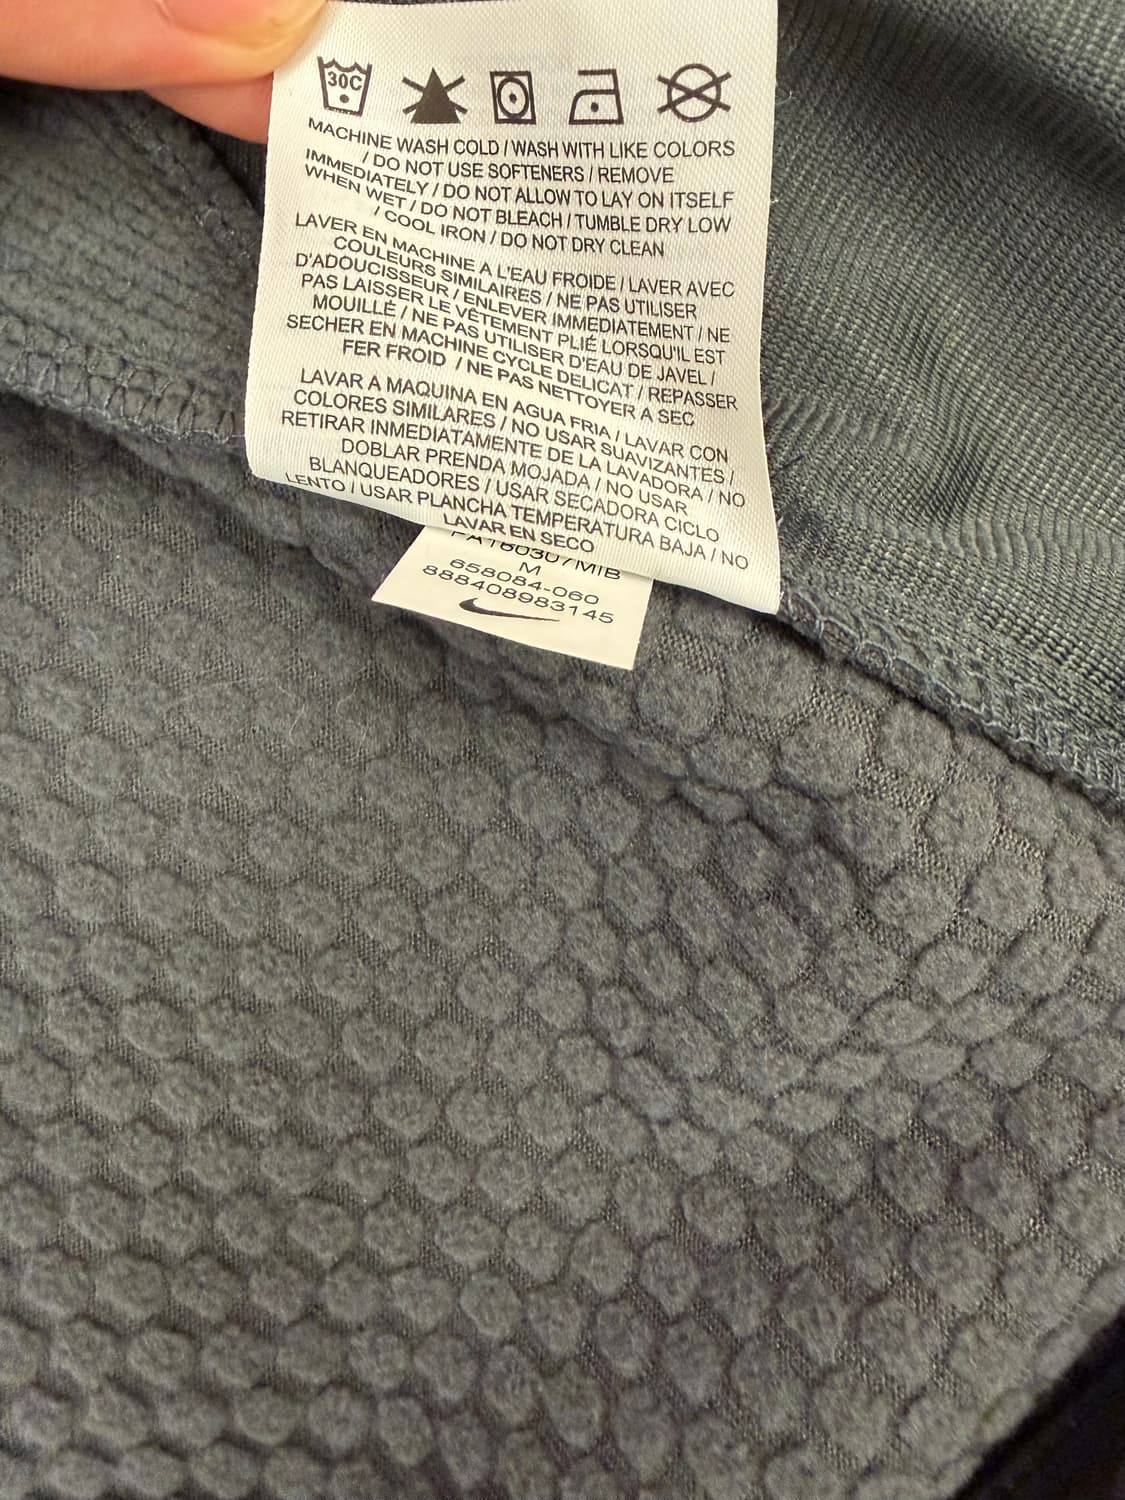 30C
MACHINE WASH COLD / WASH WITH LIKE COLORS
/ DO NOT USE SOFTENERS / REMOVE
IMMEDIATELY / DO NOT ALLOW TO LAY ON ITSELF
WHEN WET / DO NOT BLEACH / TUMBLE DRY LOW
/ COOL IRON / DO NOT DRY CLEAN
LAVER EN MACHINE A L'EAU FROIDE / LAVER AVEC
COULEURS SIMILAIRES / NE PAS UTILISER
D'ADOUCISSEUR / ENLEVER IMMEDIATEMENT / NE
PAS LAISSER LE VÊTEMENT PLIÉ LORSQU'IL EST
MOUILLÉ / NE PAS UTILISER D'EAU DE JAVEL /
SECHER EN MACHINE CYCLE DELICAT / REPASSER
FER FROID / NE PAS NETTOYER A SEC
LAVAR A MAQUINA EN AGUA FRIA / LAVAR CON
COLORES SIMILARES / NO USAR SUAVIZANTES /
RETIRAR INMEDIATAMENTE DE LA LAVADORA / NO
DOBLAR PRENDA MOJADA / NO USAR
BLANQUEADORES / USAR SECADORA CICLO
LENTO / USAR PLANCHA TEMPERATURA BAJA / NO
LAVAR EN SECO
M
658084-060
888408983145